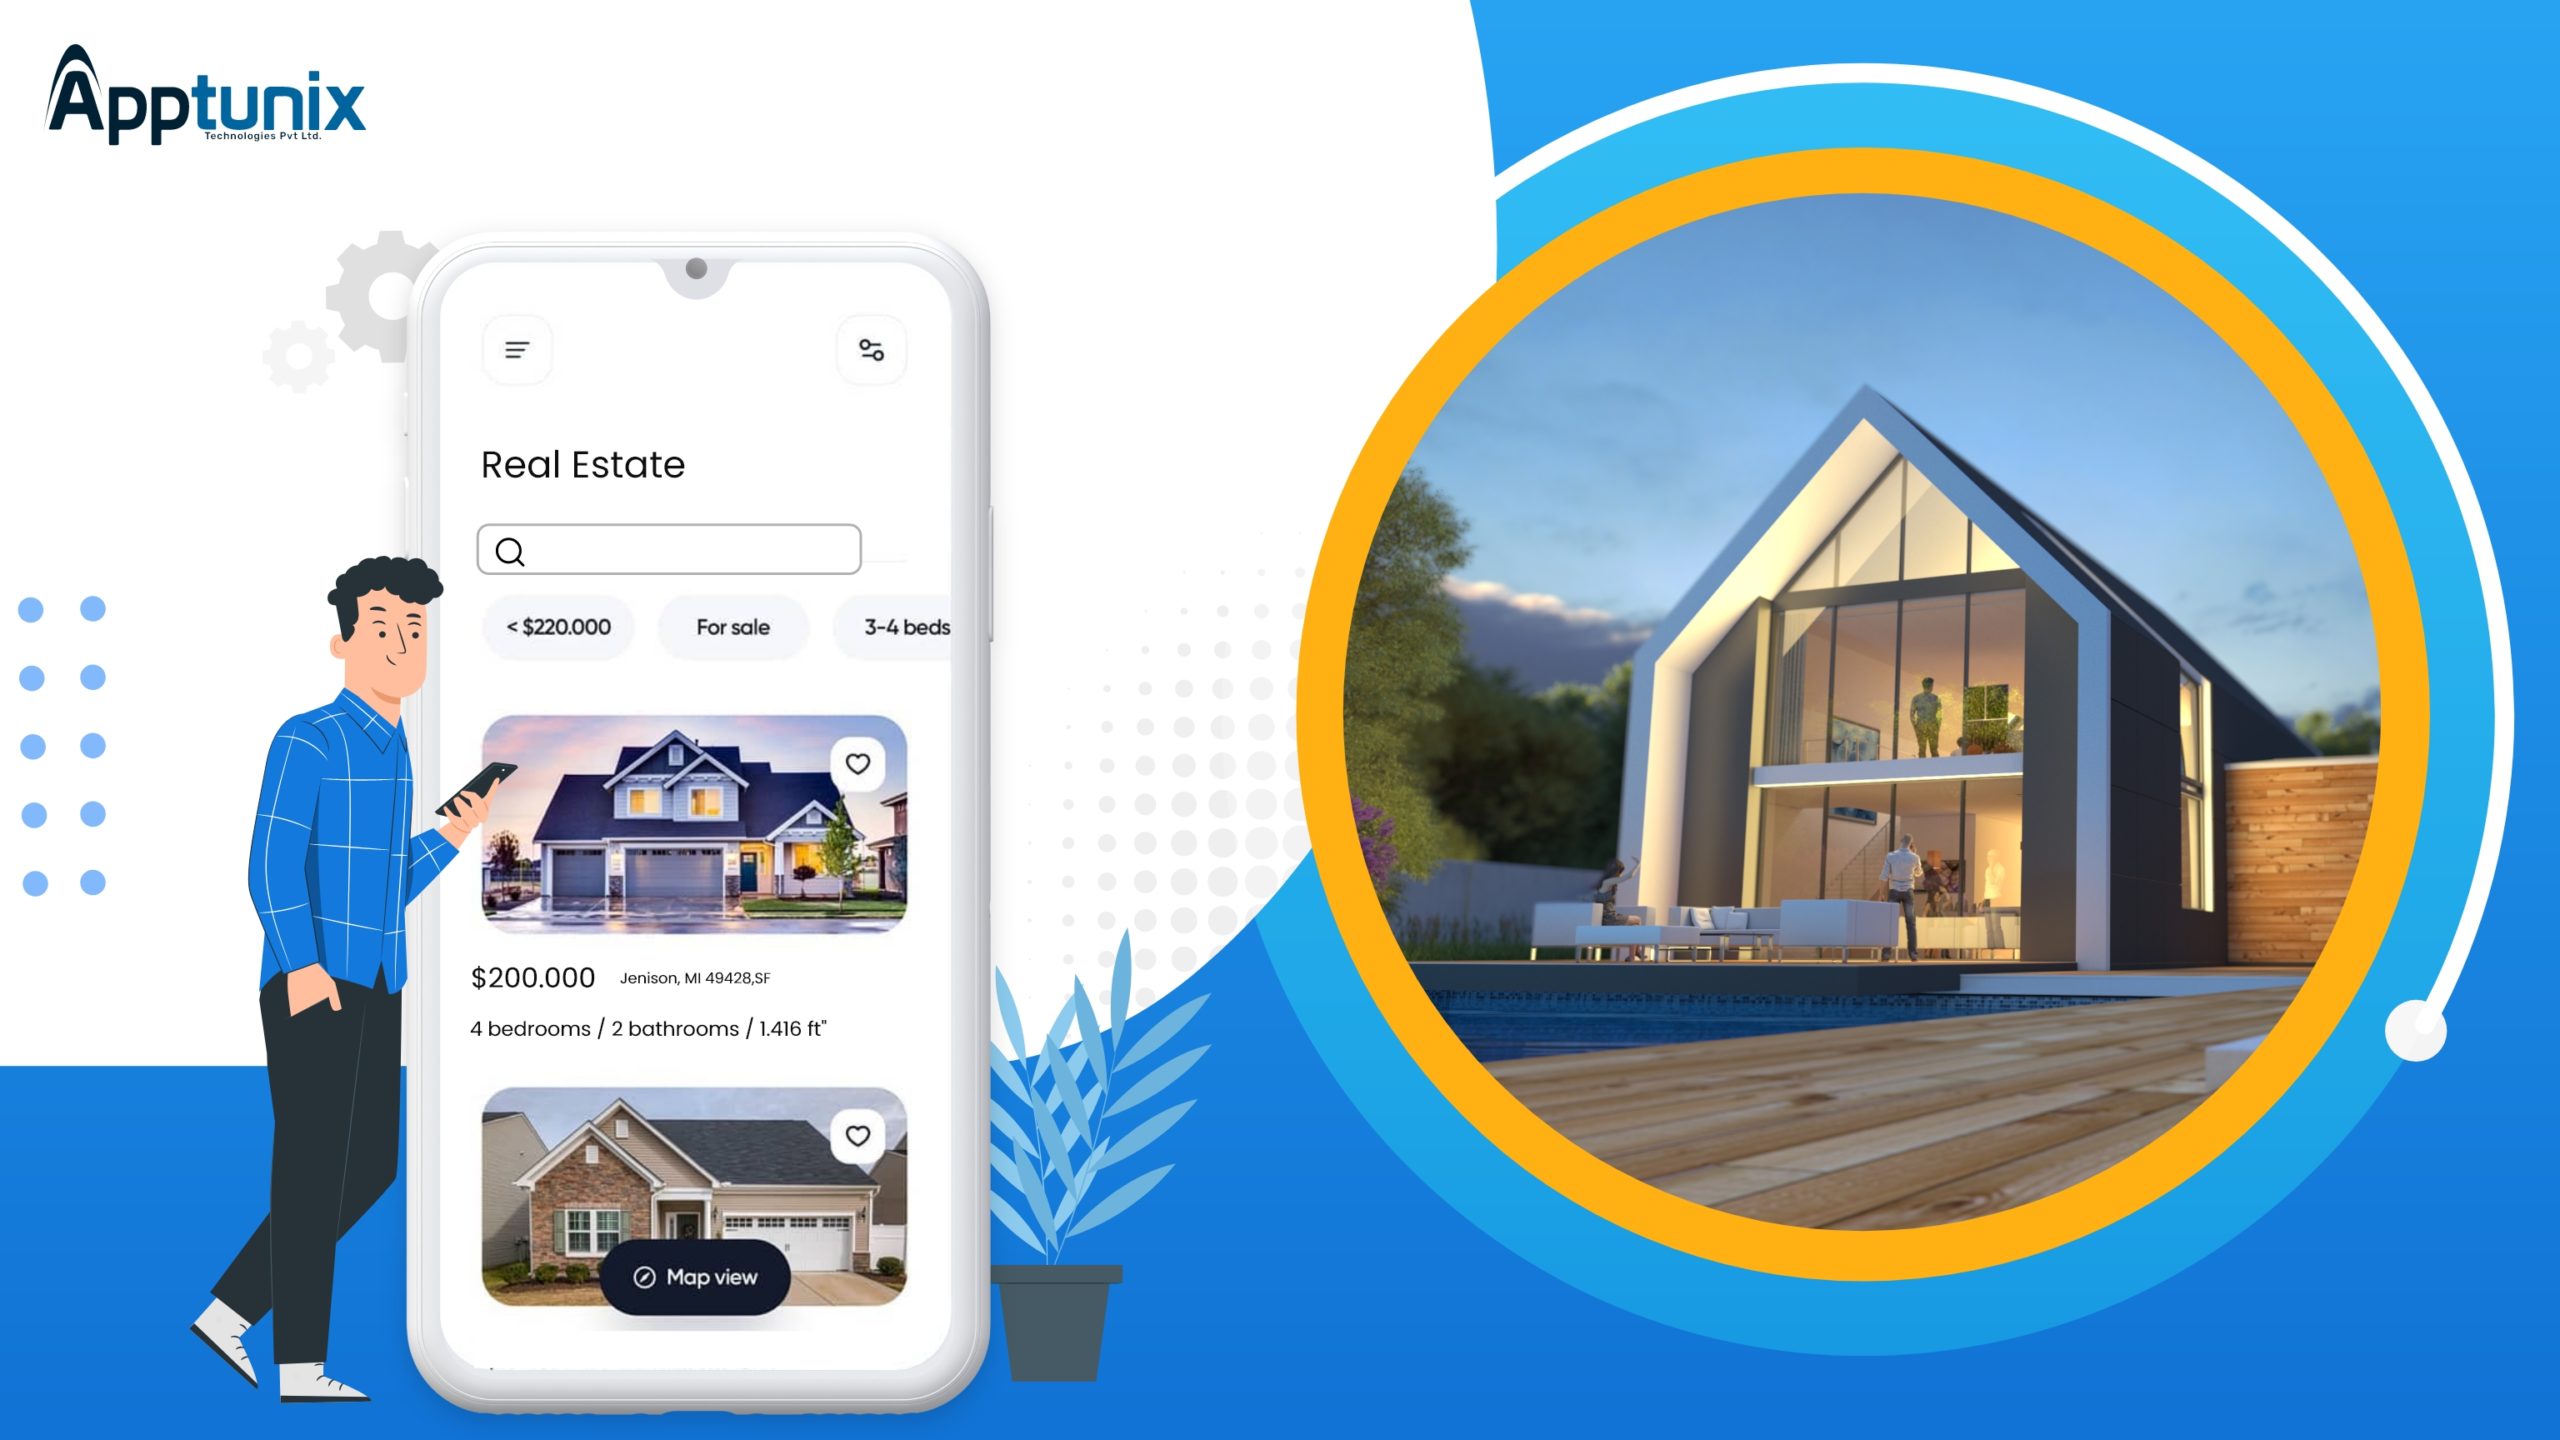 Apptunix
Technologies Pvt Ltd.
Real Estate
< $220.000
For sale
3-4 beds
$200.000
Jenison, MI 49428,SF
4 bedrooms / 2 bathrooms / 1.416 ft"
Map view